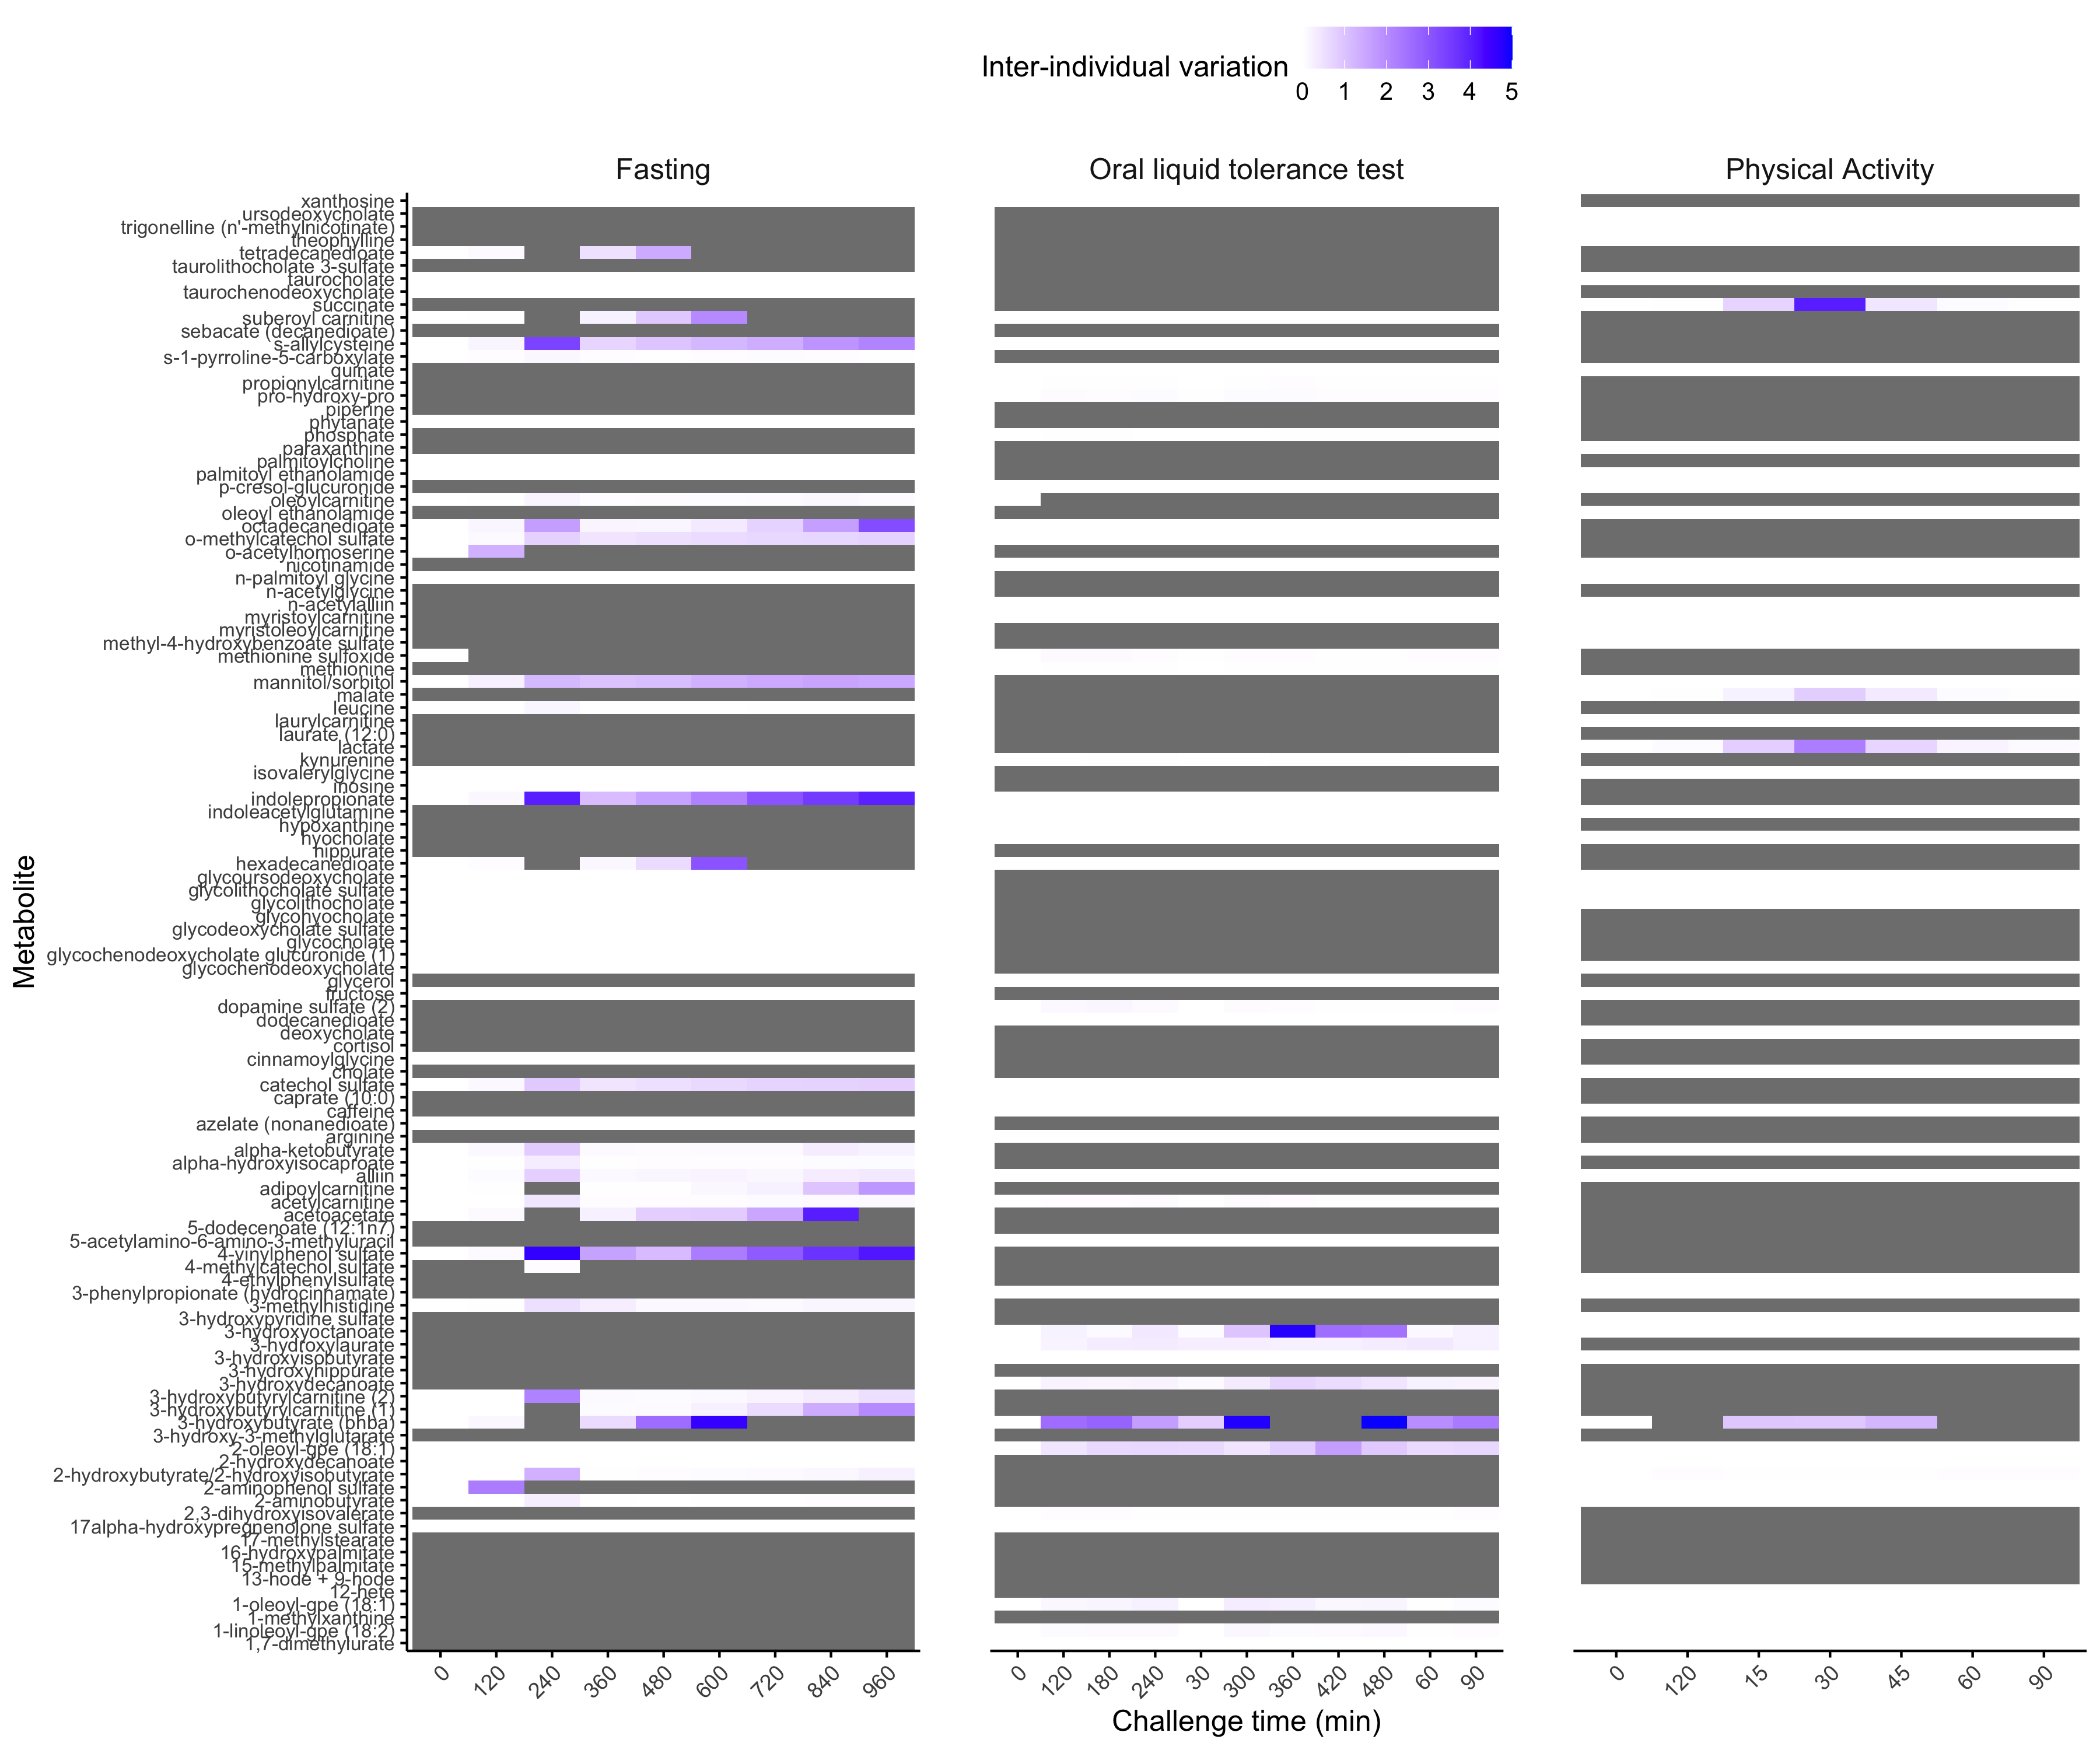 Inter-individual variation
0 1 2 3 4 5
Fasting Oral liquid tolerance test Physical Activity
Metabolite
xanthosine
ursodeoxycholate
trigonelline (n'-methylnicotinate)
theophylline
tetradecanedioate
taurolithocholate 3-sulfate
taurocholate
taurochenodeoxycholate
succinate
suberoyl carnitine
sebacate (decanedioate)
s-allylcysteine
s-1-pyrroline-5-carboxylate
quinate
propionylcarnitine
pro-hydroxy-pro
piperine
phytanate
phosphate
paraxanthine
palmitoylcholine
palmitoyl ethanolamide
p-cresol-glucuronide
oleoylcarnitine
oleoyl ethanolamide
octadecanedioate
o-methylcatechol sulfate
o-acetylhomoserine
nicotinamide
n-palmitoyl glycine
n-acetylglycine
n-acetylalliin
myristoylcarnitine
myristoleoylcarnitine
methyl-4-hydroxybenzoate sulfate
methionine sulfoxide
methionine
mannitol/sorbitol
malate
leucine
laurylcarnitine
laurate (12:0)
lactate
kynurenine
isovalerylglycine
inosine
indolepropionate
indoleacetylglutamine
hypoxanthine
hyocholate
hippurate
hexadecanedioate
glycoursodeoxycholate
glycolithocholate sulfate
glycolithocholate
glycohyocholate
glycodeoxycholate sulfate
glycocholate
glycochenodeoxycholate glucuronide (1)
glycochenodeoxycholate
glycerol
fructose
dopamine sulfate (2)
dodecanedioate
deoxycholate
cortisol
cinnamoylglycine
cholate
catechol sulfate
caprate (10:0)
caffeine
azelate (nonanedioate)
arginine
alpha-ketobutyrate
alpha-hydroxyisocaproate
alliin
adipoylcarnitine
acetylcarnitine
acetoacetate
5-dodecenoate (12:1n7)
5-acetylamino-6-amino-3-methyluracil
4-vinylphenol sulfate
4-methylcatechol sulfate
4-ethylphenylsulfate
3-phenylpropionate (hydrocinnamate)
3-methylhistidine
3-hydroxypyridine sulfate
3-hydroxyoctanoate
3-hydroxylaurate
3-hydroxyisobutyrate
3-hydroxyhippurate
3-hydroxydecanoate
3-hydroxybutyrylcarnitine (2)
3-hydroxybutyrylcarnitine (1)
3-hydroxybutyrate (bhba)
3-hydroxy-3-methylglutarate
2-oleoyl-gpe (18:1)
2-hydroxydecanoate
2-hydroxybutyrate/2-hydroxyisobutyrate
2-aminophenol sulfate
2-aminobutyrate
2,3-dihydroxyisovalerate
17alpha-hydroxypregnenolone sulfate
17-methylstearate
16-hydroxypalmitate
15-methylpalmitate
13-hode + 9-hode
12-hete
1-oleoyl-gpe (18:1)
1-methylxanthine
1-linoleoyl-gpe (18:2)
1,7-dimethylurate
0 120 240 360 480 600 720 840 960
0 120 180 240 30 300 360 420 480 60 90
0 120 15 30 45 60 90
Challenge time (min)